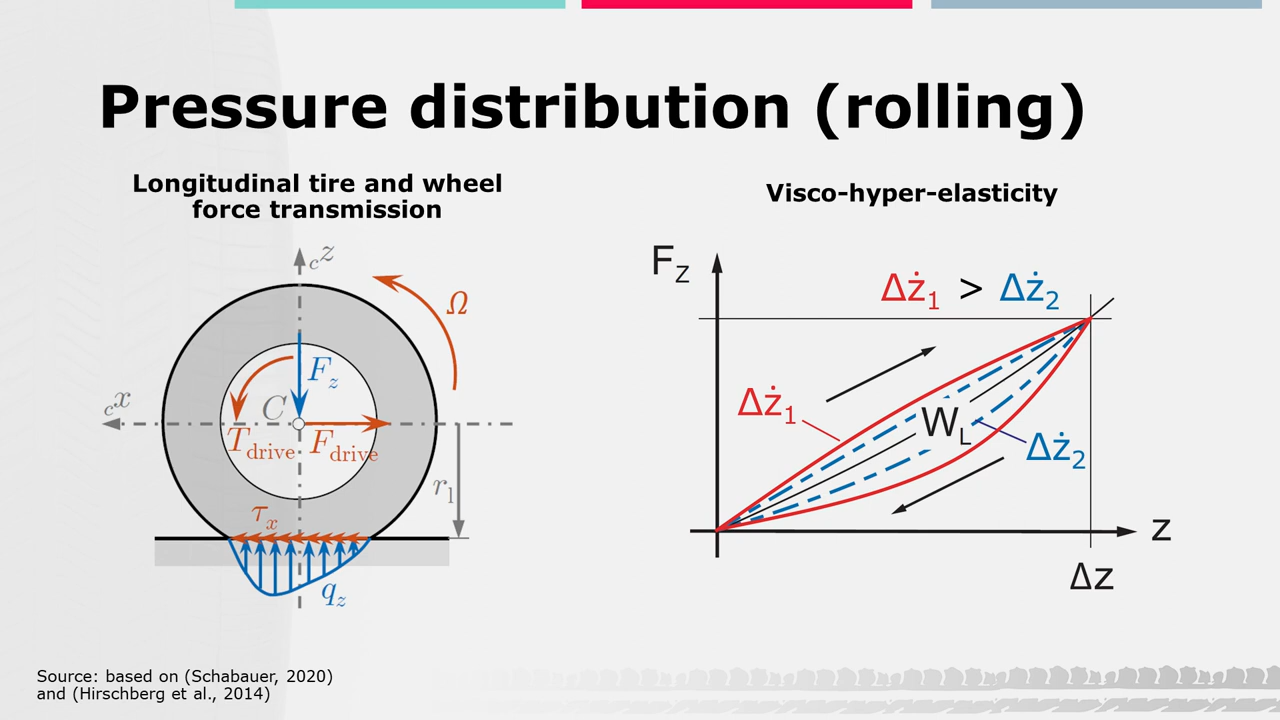 Pressure distribution (rolling)
Longitudinal tire and wheel
force transmission
Visco-hyper-elasticity
cz
Ω
Fz
cx
C
Tdrive
Fdrive
rl
τx
qz
FZ
Δż1 > Δż2
Δż1
WL
Δż2
z
Δz
Source: based on (Schabauer, 2020)
and (Hirschberg et al., 2014)